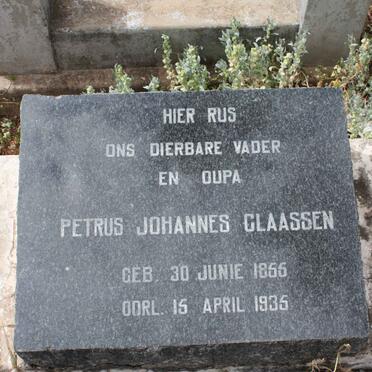 HIER RUS
ONS DIERBARE VADER
EN OUPA
PETRUS JOHANNES CLAASSEN
GEB. 30 JUNIE 1866
OORL. 15 APRIL 1935